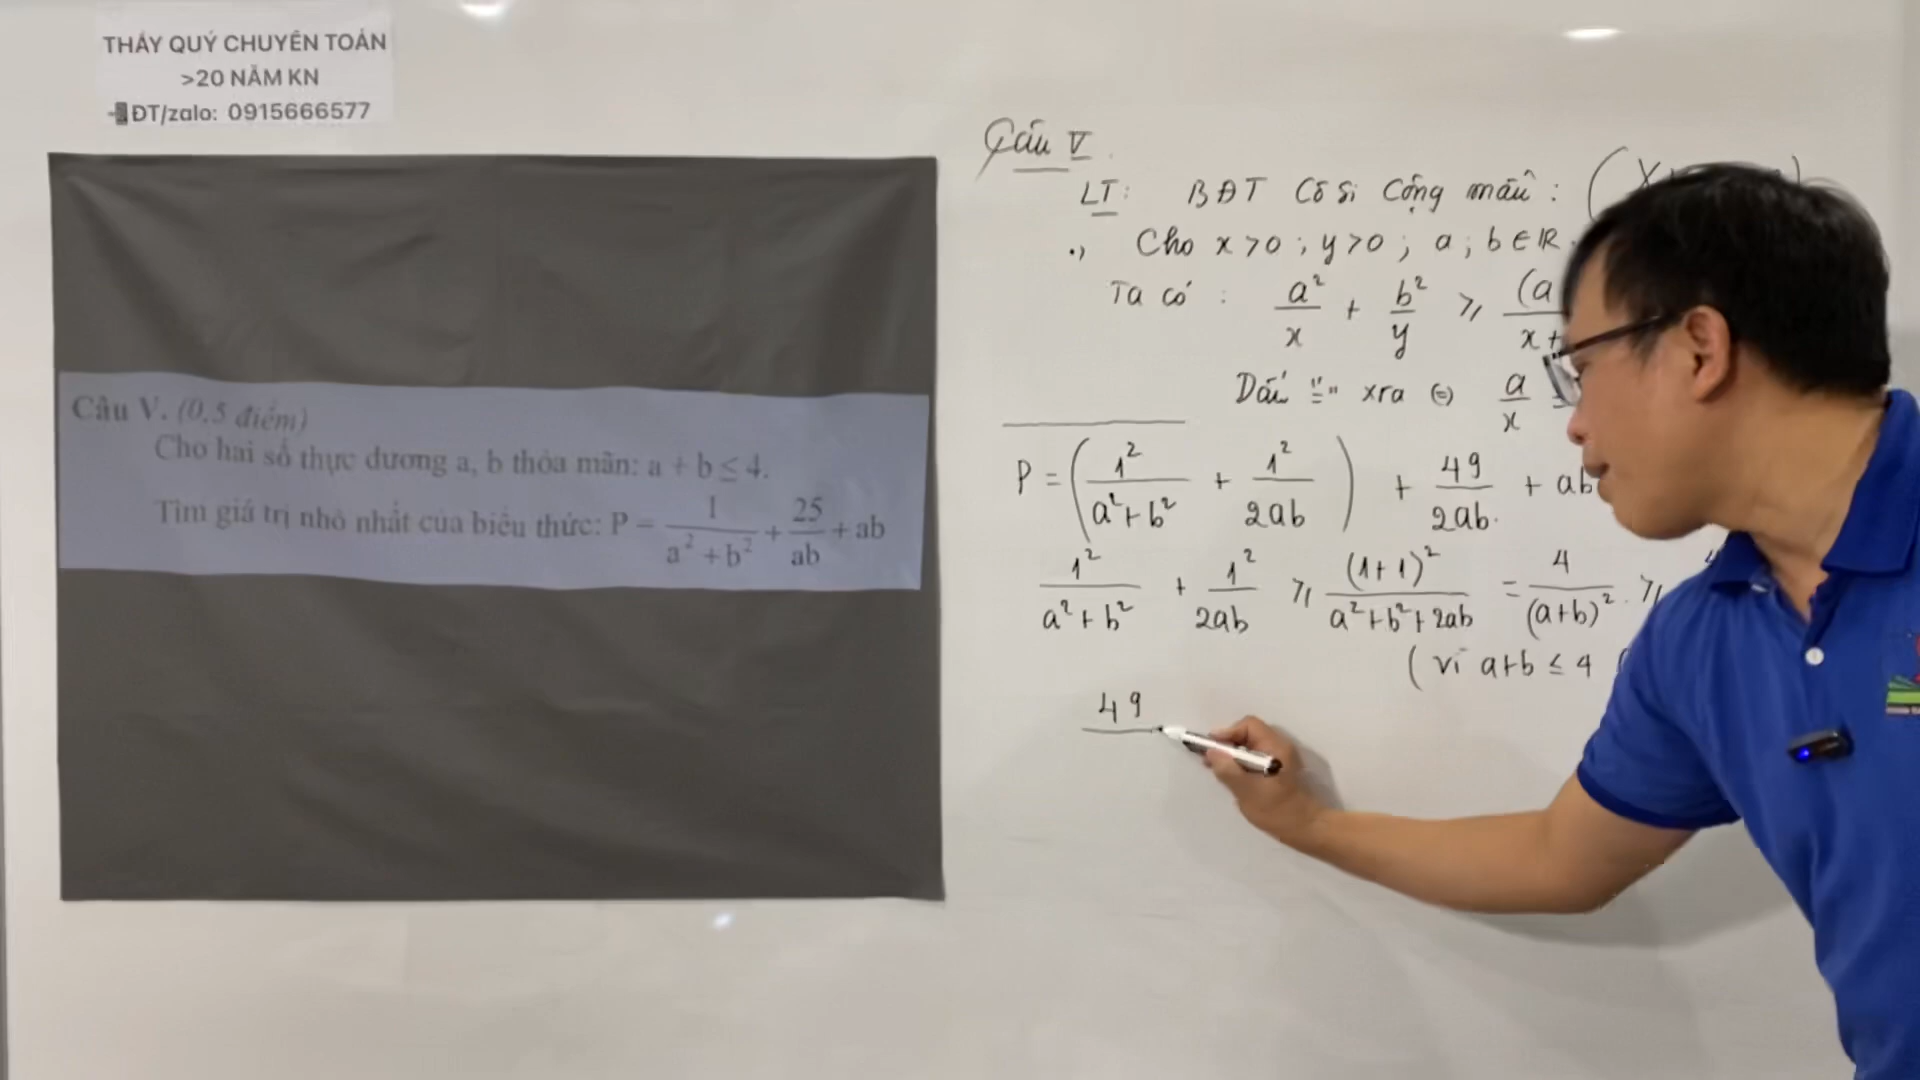 THẦY QUÝ CHUYÊN TOÁN
>20 NĂM KN
ĐT/zalo: 0915666577
Câu V. (0,5 điểm)
Cho hai số thực dương a, b thỏa mãn: a + b ≤ 4.
Tìm giá trị nhỏ nhất của biểu thức: P = 1/(a² + b²) + 25/ab + ab
Câu V
LT: BĐT Cô Si Cộng mẫu: (
., Cho x>0; y>0; a; b∈R.
Ta có: a²/x + b²/y ≥ (a
x+
Dấu "=" xra (=) a/x =
P = (1²/(a²+b²) + 1²/2ab) + 49/2ab + ab
1²/(a²+b²) + 1²/2ab ≥ (1+1)²/(a²+b²+2ab) = 4/(a+b)² ≥
(vì a+b ≤ 4
49